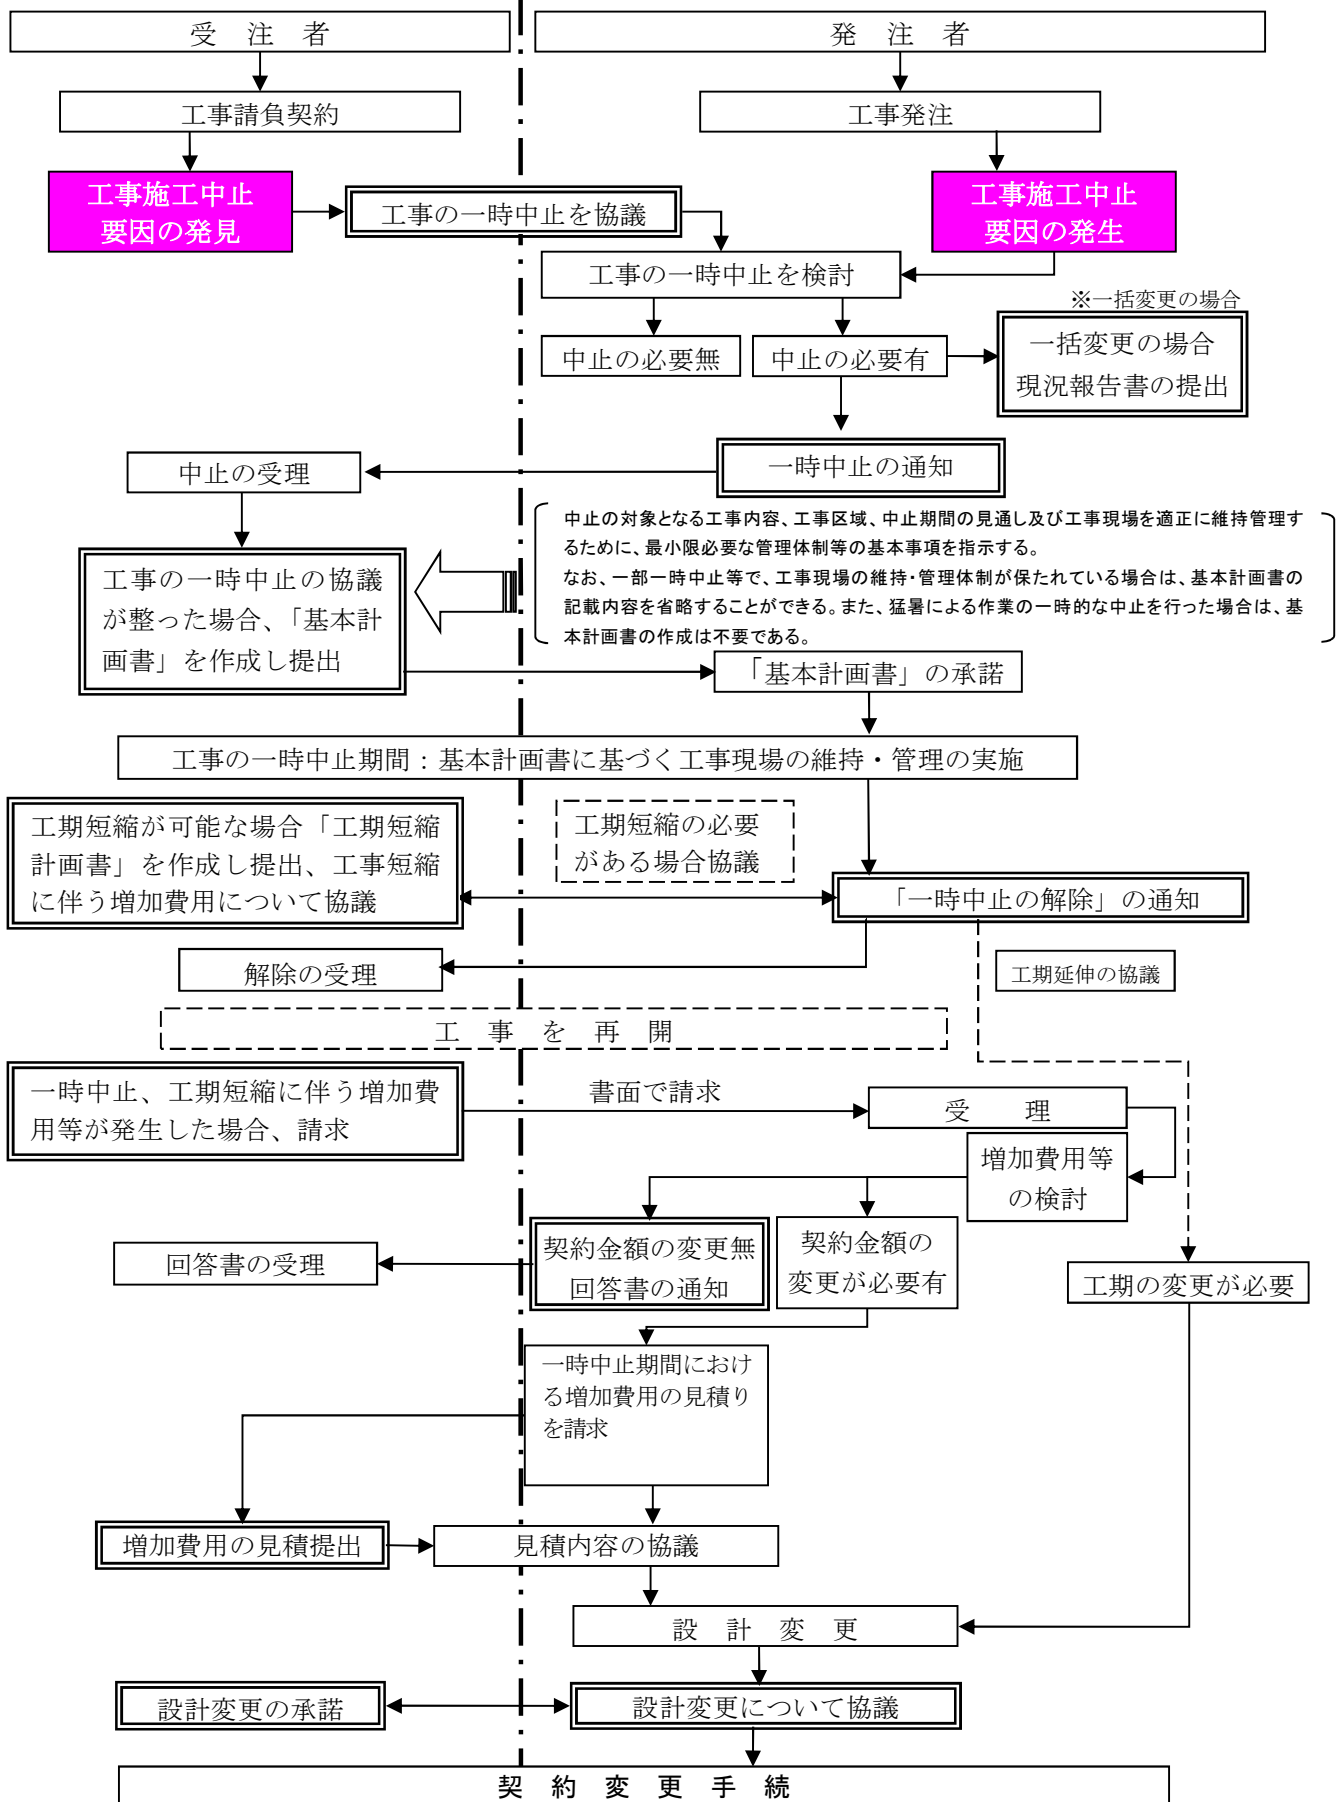 受　注　者
発　注　者
工事請負契約
工事発注
工事施工中止
要因の発見
工事の一時中止を協議
工事施工中止
要因の発生
工事の一時中止を検討
※一括変更の場合
中止の必要無
中止の必要有
一括変更の場合
現況報告書の提出
一時中止の通知
中止の受理
中止の対象となる工事内容、工事区域、中止期間の見通し及び工事現場を適正に維持管理す
るために、最小限必要な管理体制等の基本事項を指示する。
なお、一部一時中止等で、工事現場の維持・管理体制が保たれている場合は、基本計画書の
記載内容を省略することができる。また、猛暑による作業の一時的な中止を行った場合は、基
本計画書の作成は不要である。
工事の一時中止の協議
が整った場合、「基本計
画書」を作成し提出
「基本計画書」の承諾
工事の一時中止期間：基本計画書に基づく工事現場の維持・管理の実施
工期短縮が可能な場合「工期短縮
計画書」を作成し提出、工事短縮
に伴う増加費用について協議
工期短縮の必要
がある場合協議
「一時中止の解除」の通知
解除の受理
工期延伸の協議
工　事　を　再　開
一時中止、工期短縮に伴う増加費
用等が発生した場合、請求
書面で請求
受　　理
増加費用等
の検討
契約金額の変更無
回答書の通知
契約金額の
変更が必要有
回答書の受理
工期の変更が必要
一時中止期間におけ
る増加費用の見積り
を請求
増加費用の見積提出
見積内容の協議
設　計　変　更
設計変更の承諾
設計変更について協議
契　約　変　更　手　続